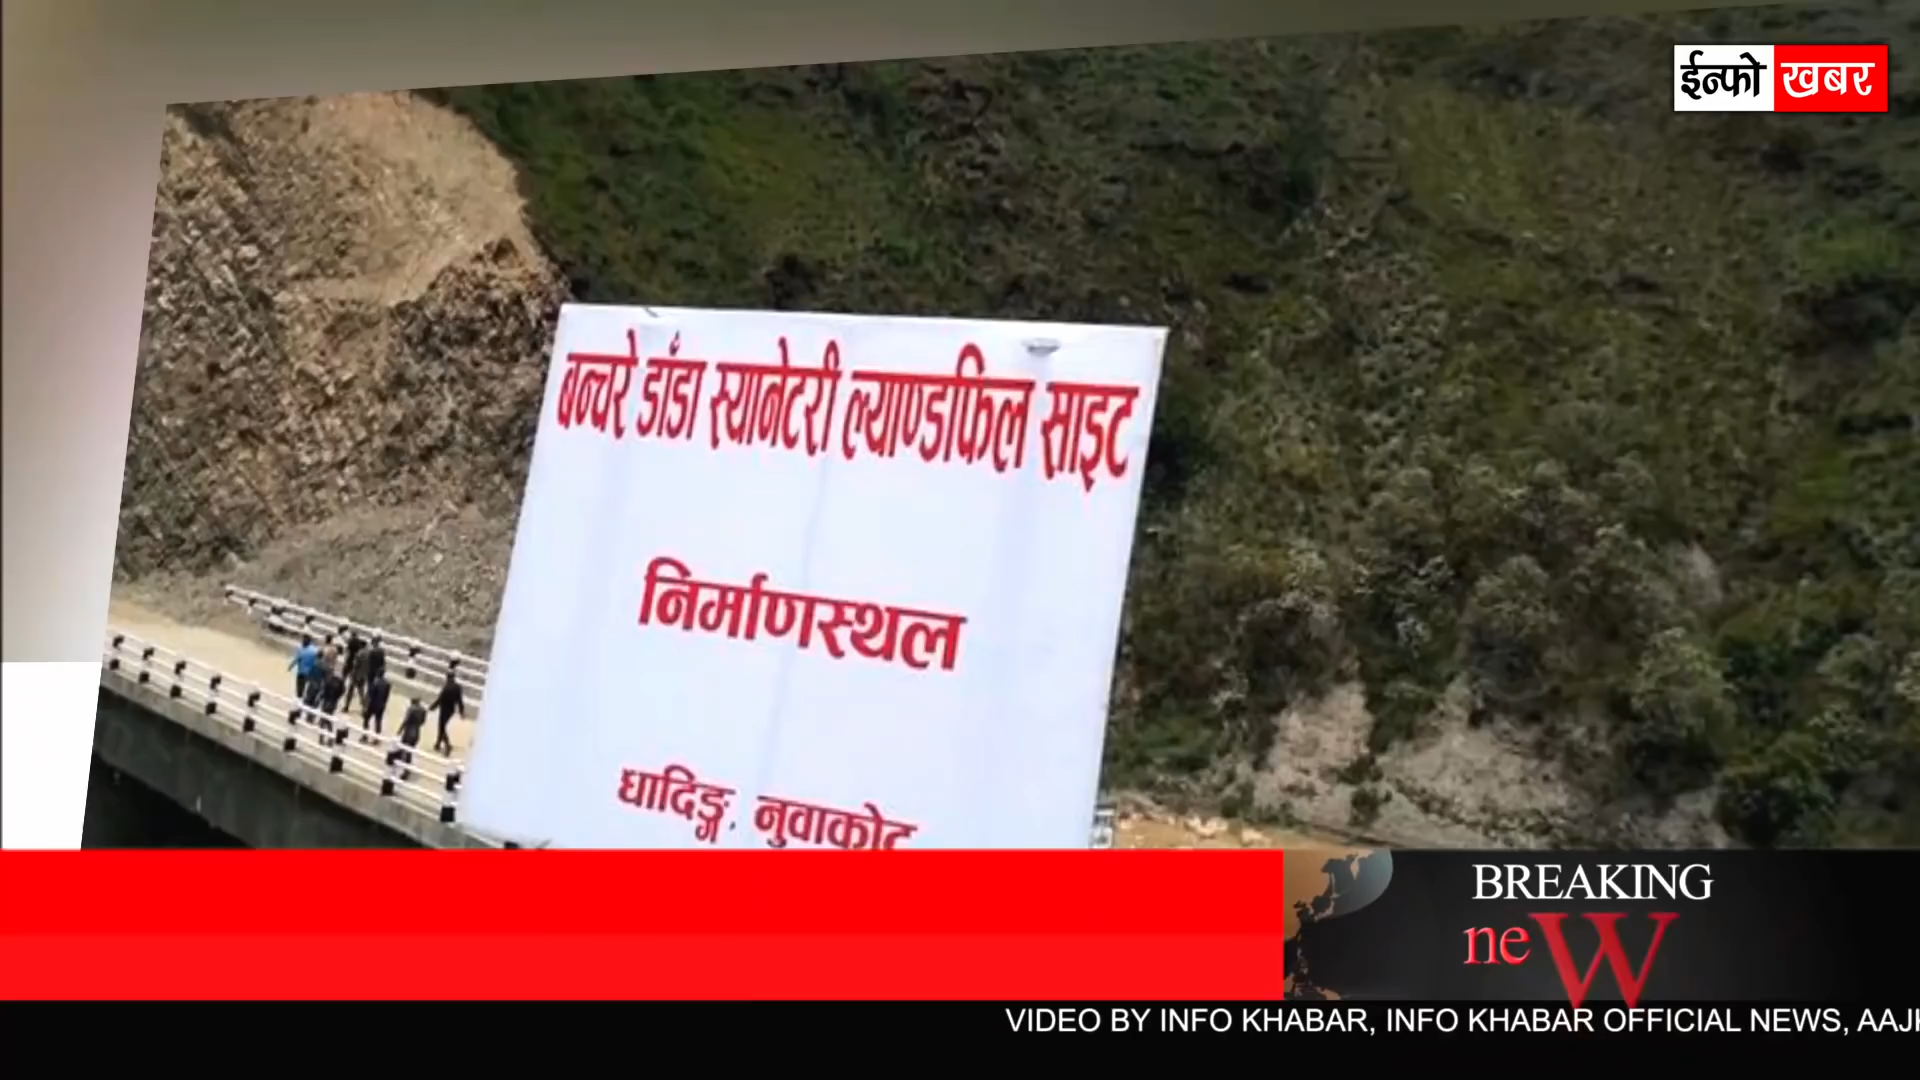 ईन्फो खबर
बन्चरे डाँडा स्यानेटरी ल्याण्डफिल साइट
निर्माणस्थल
धादिङ्ग, नुवाकोट
BREAKING
neW
VIDEO BY INFO KHABAR, INFO KHABAR OFFICIAL NEWS,